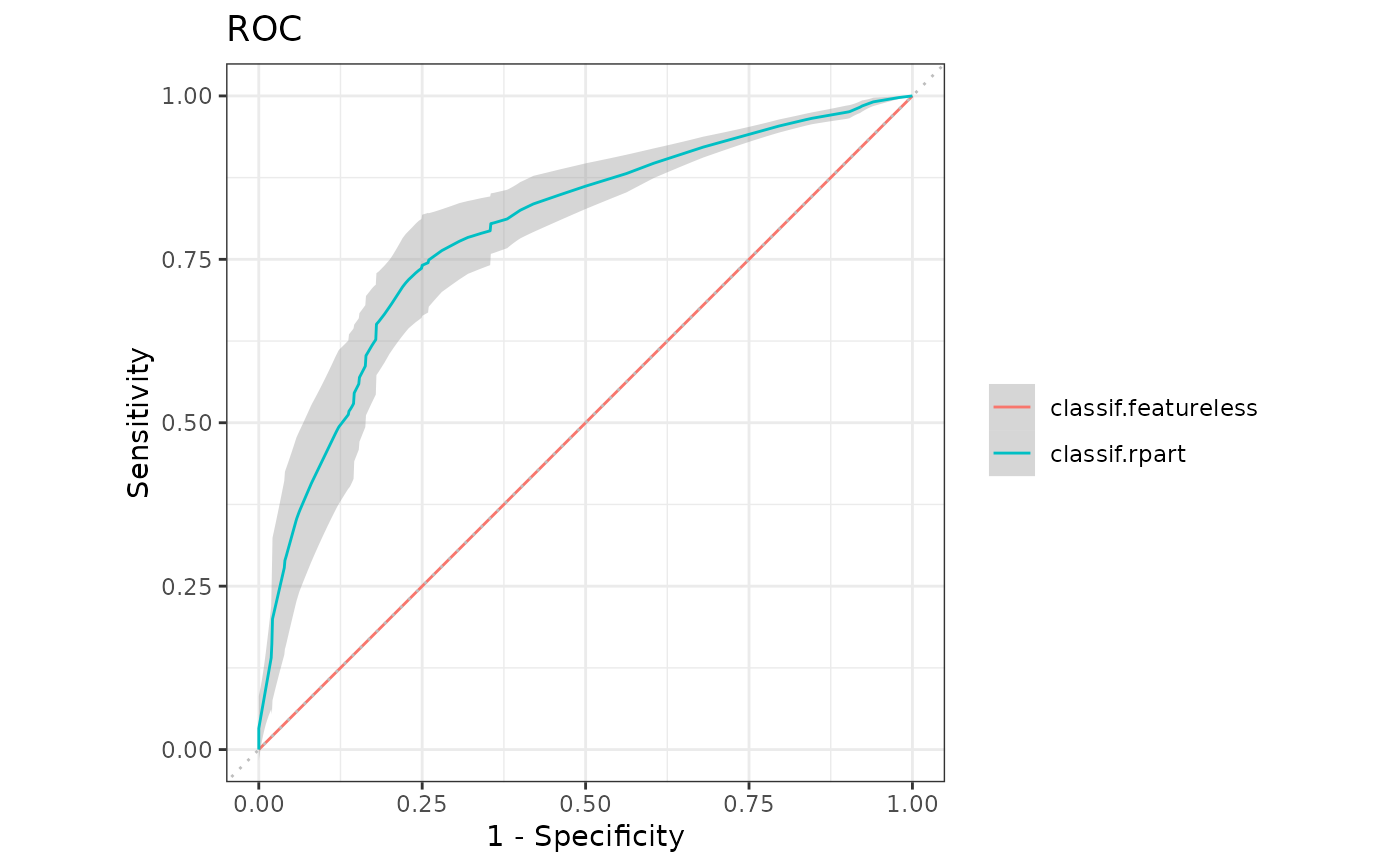 ROC
1.00
0.75
0.50
0.25
0.00
Sensitivity
0.00 0.25 0.50 0.75 1.00
1 - Specificity
classif.featureless
classif.rpart